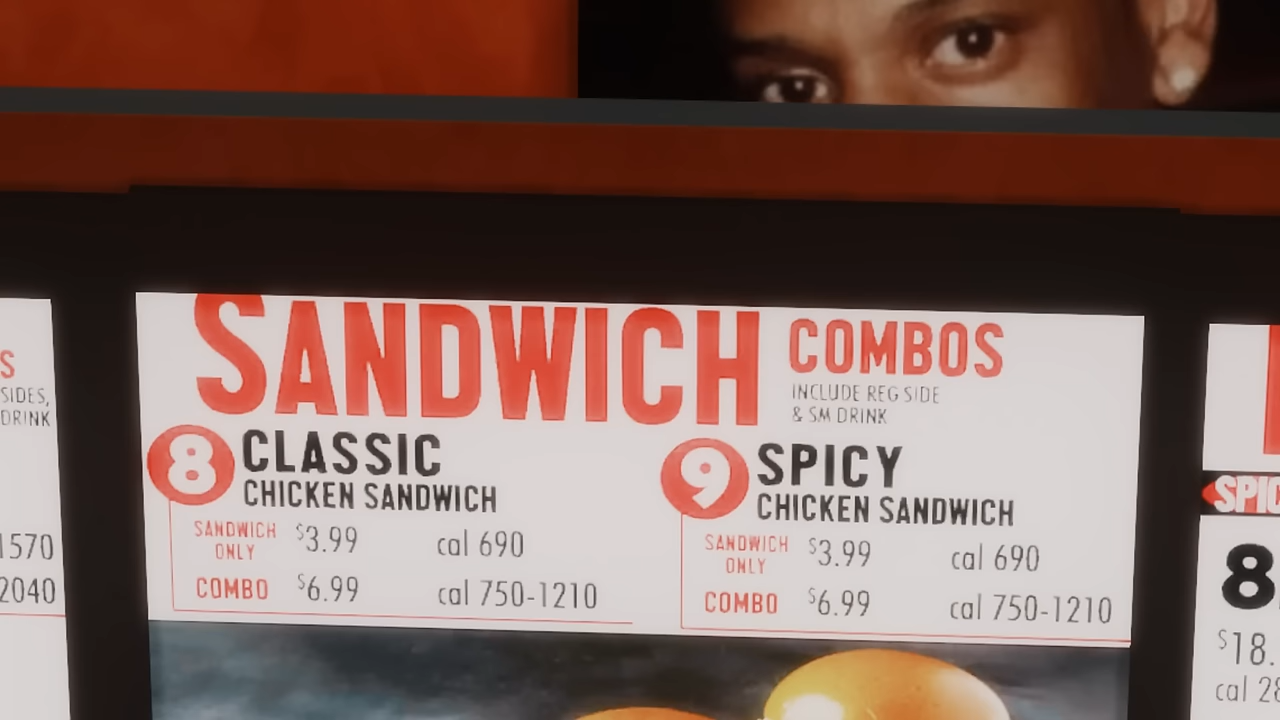 S
SIDES,
DRINK
1570
2040
SANDWICH COMBOS
INCLUDE REG SIDE
& SM DRINK
8 CLASSIC
CHICKEN SANDWICH
SANDWICH ONLY $3.99 cal 690
COMBO $6.99 cal 750-1210
9 SPICY
CHICKEN SANDWICH
SANDWICH ONLY $3.99 cal 690
COMBO $6.99 cal 750-1210
SPIC
8
$18.
cal 28